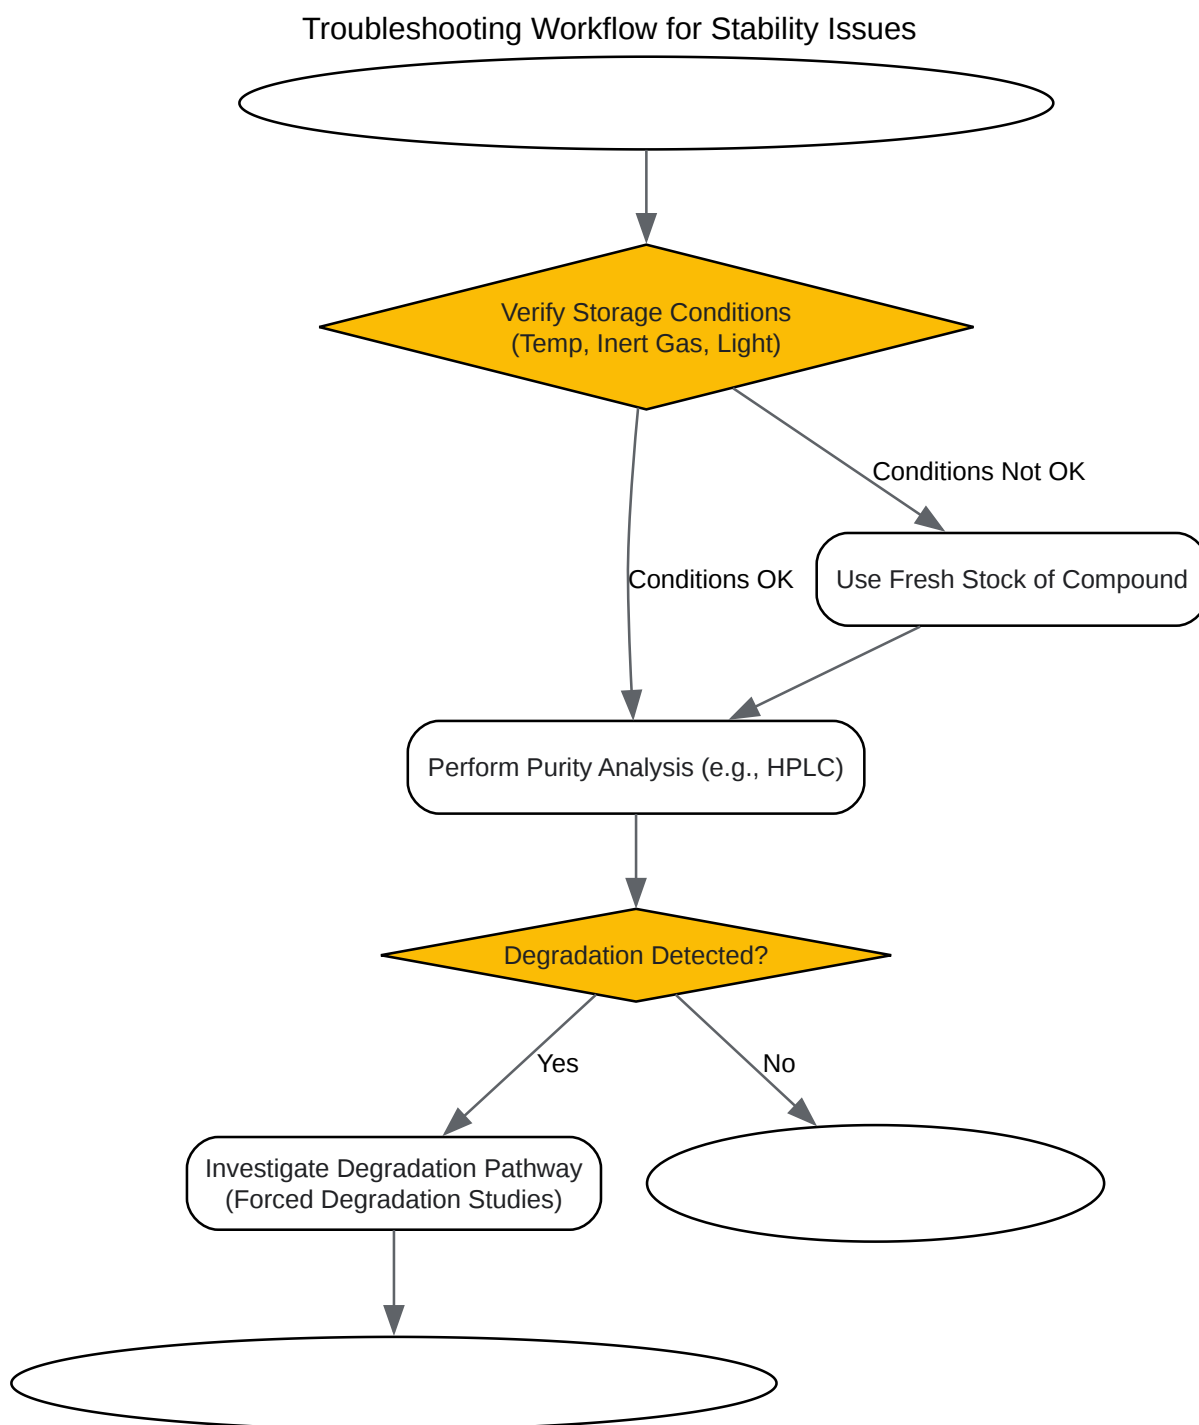 Troubleshooting Workflow for Stability Issues
Verify Storage Conditions
(Temp, Inert Gas, Light)
Conditions Not OK
Conditions OK
Use Fresh Stock of Compound
Perform Purity Analysis (e.g., HPLC)
Degradation Detected?
Yes
No
Investigate Degradation Pathway
(Forced Degradation Studies)